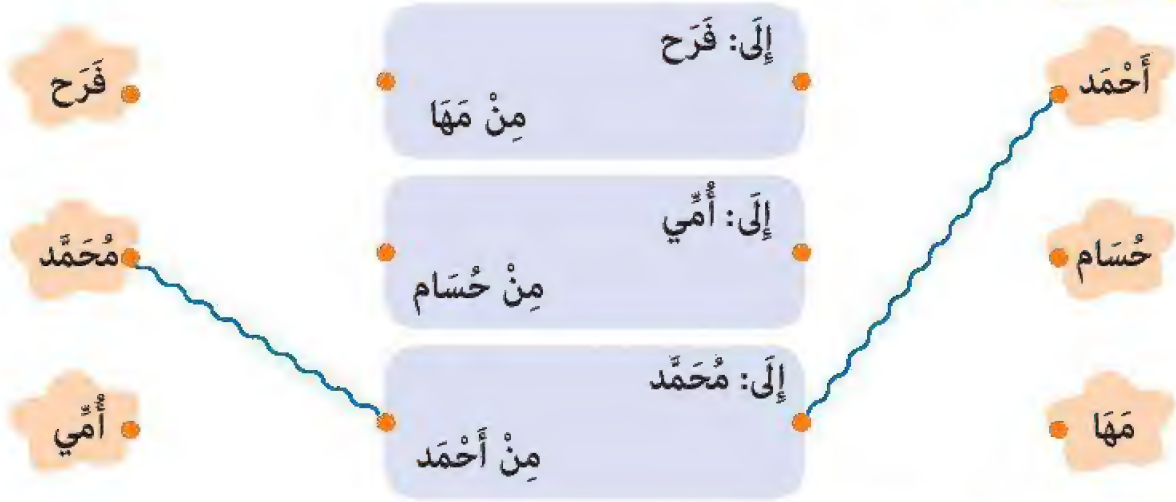 أَحْمَد
إِلَى: فَرَح
مِنْ مَهَا
فَرَح
حُسَام
إِلَى: أُمِّي
مِنْ حُسَام
مُحَمَّد
مَهَا
إِلَى: مُحَمَّد
مِنْ أَحْمَد
أُمِّي